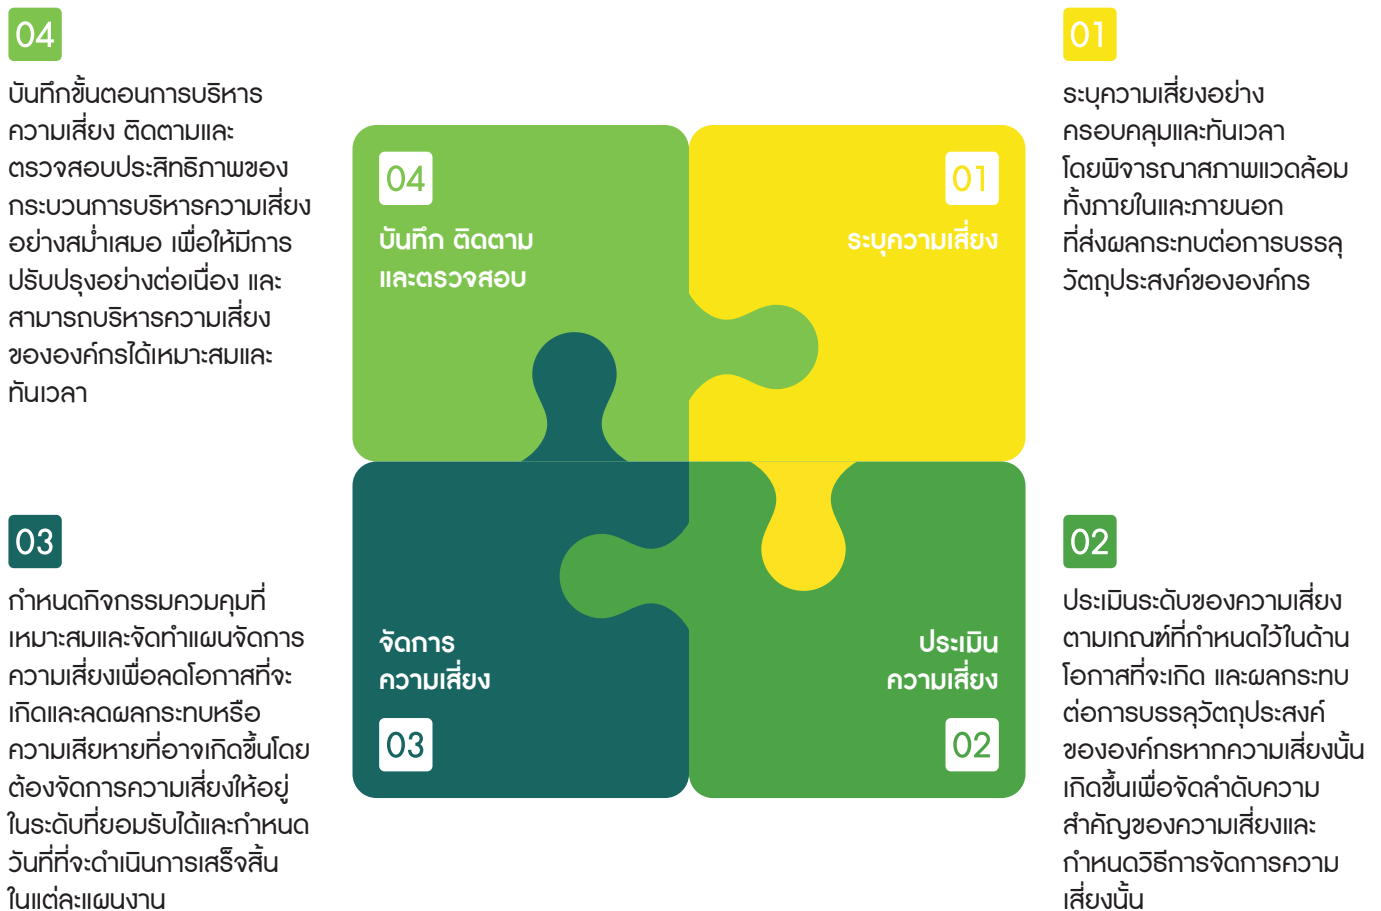 04
บันทึกขั้นตอนการบริหาร
ความเสี่ยง ติดตามและ
ตรวจสอบประสิทธิภาพของ
กระบวนการบริหารความเสี่ยง
อย่างสม่ำเสมอ เพื่อให้มีการ
ปรับปรุงอย่างต่อเนื่อง และ
สามารถบริหารความเสี่ยง
ขององค์กรได้เหมาะสมและ
ทันเวลา
04
บันทึก ติดตาม
และตรวจสอบ
01
ระบุความเสี่ยง
01
ระบุความเสี่ยงอย่าง
ครอบคลุมและทันเวลา
โดยพิจารณาสภาพแวดล้อม
ทั้งภายในและภายนอก
ที่ส่งผลกระทบต่อการบรรลุ
วัตถุประสงค์ขององค์กร
03
กำหนดกิจกรรมควมคุมที่
เหมาะสมและจัดทำแผนจัดการ
ความเสี่ยงเพื่อลดโอกาสที่จะ
เกิดและลดผลกระทบหรือ
ความเสียหายที่อาจเกิดขึ้นโดย
ต้องจัดการความเสี่ยงให้อยู่
ในระดับที่ยอมรับได้และกำหนด
วันที่ที่จะดำเนินการเสร็จสิ้น
ในแต่ละแผนงาน
จัดการ
ความเสี่ยง
03
ประเมิน
ความเสี่ยง
02
02
ประเมินระดับของความเสี่ยง
ตามเกณฑ์ที่กำหนดไว้ในด้าน
โอกาสที่จะเกิด และผลกระทบ
ต่อการบรรลุวัตถุประสงค์
ขององค์กรหากความเสี่ยงนั้น
เกิดขึ้นเพื่อจัดลำดับความ
สำคัญของความเสี่ยงและ
กำหนดวิธีการจัดการความ
เสี่ยงนั้น